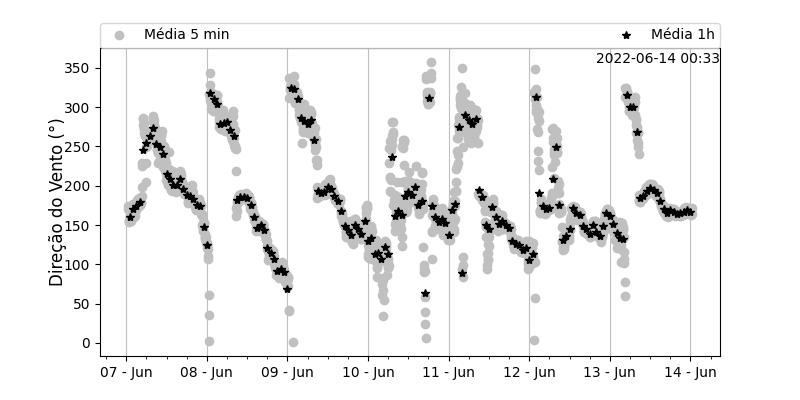 Média 5 min
Média 1h
2022-06-14 00:33
Direção do Vento (°)
350
300
250
200
150
100
50
0
07 - Jun
08 - Jun
09 - Jun
10 - Jun
11 - Jun
12 - Jun
13 - Jun
14 - Jun